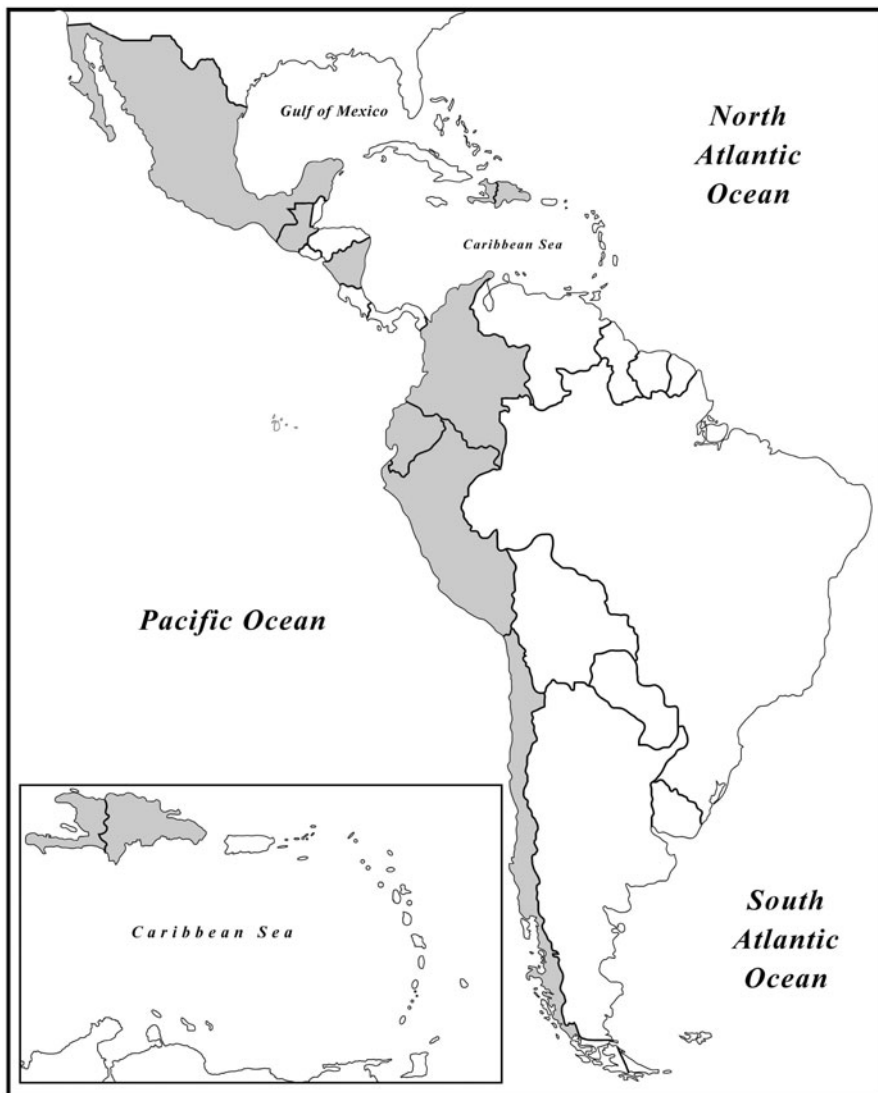 Gulf of Mexico
North
Atlantic
Ocean
Caribbean Sea
Pacific Ocean
South
Atlantic
Ocean
Caribbean Sea